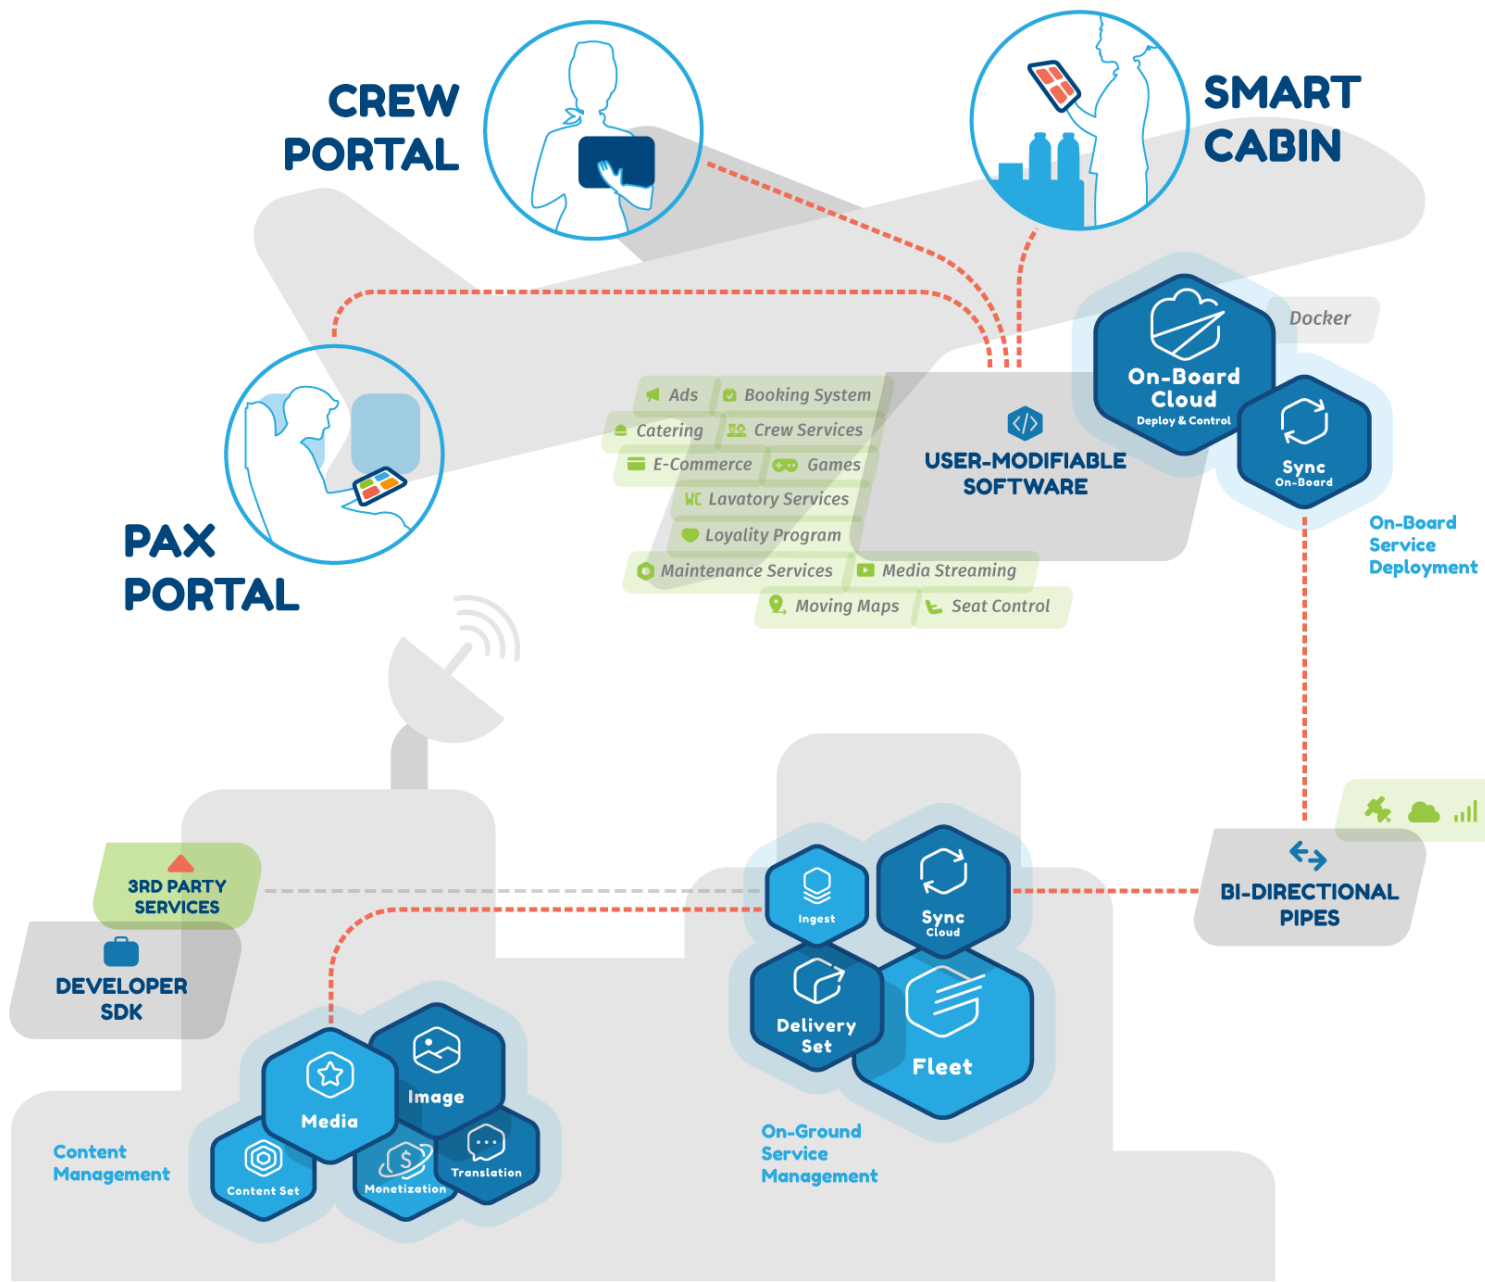 CREW
PORTAL
SMART
CABIN
Docker
On-Board
Cloud
Deploy & Control
Sync
On-Board
On-Board
Service
Deployment
Ads
Booking System
Catering
Crew Services
E-Commerce
Games
WC Lavatory Services
Loyality Program
Maintenance Services
Media Streaming
Moving Maps
Seat Control
</>
USER-MODIFIABLE
SOFTWARE
PAX
PORTAL
3RD PARTY
SERVICES
DEVELOPER
SDK
Ingest
Sync
Cloud
Delivery
Set
Fleet
BI-DIRECTIONAL
PIPES
Media
Image
Content Set
$
Monetization
Translation
Content
Management
On-Ground
Service
Management